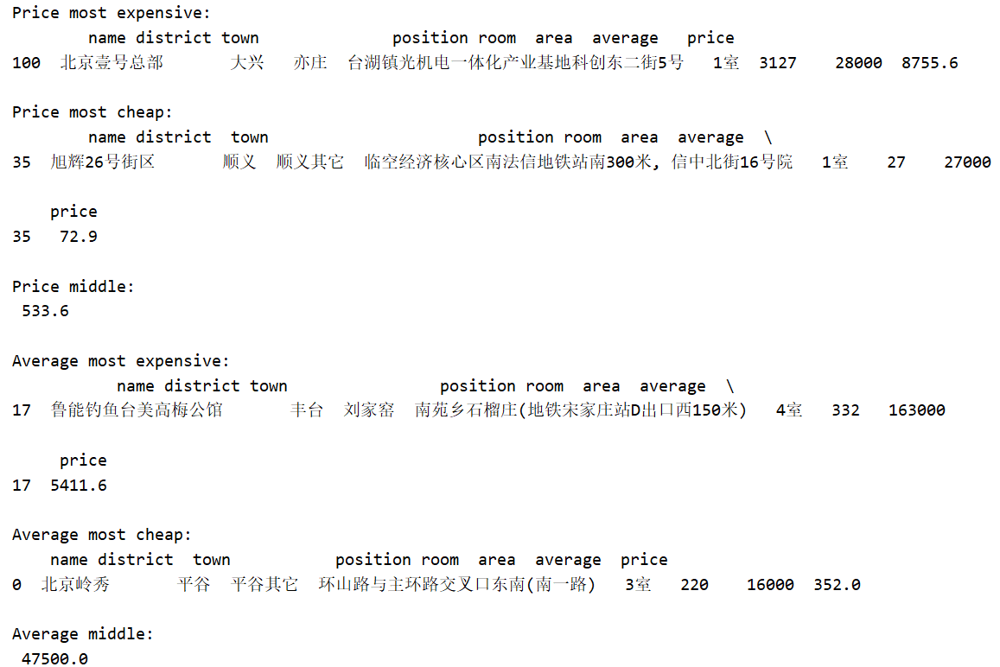 Price most expensive:
name district town position room area average price
100 北京壹号总部 大兴 亦庄 台湖镇光机电一体化产业基地科创东二街5号 1室 3127 28000 8755.6
Price most cheap:
name district town position room area average \
35 旭辉26号街区 顺义 顺义其它 临空经济核心区南法信地铁站南300米, 信中北街16号院 1室 27 27000
price
35 72.9
Price middle:
533.6
Average most expensive:
name district town position room area average \
17 鲁能钓鱼台美高梅公馆 丰台 刘家窑 南苑乡石榴庄(地铁宋家庄站D出口西150米) 4室 332 163000
price
17 5411.6
Average most cheap:
name district town position room area average price
0 北京岭秀 平谷 平谷其它 环山路与主环路交叉口东南(南一路) 3室 220 16000 352.0
Average middle:
47500.0